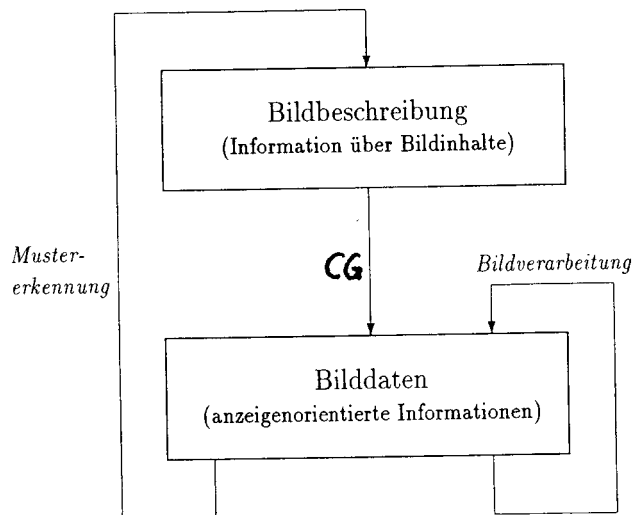 Bildbeschreibung
(Information über Bildinhalte)
Muster-
erkennung
CG
Bildverarbeitung
Bilddaten
(anzeigenorientierte Informationen)